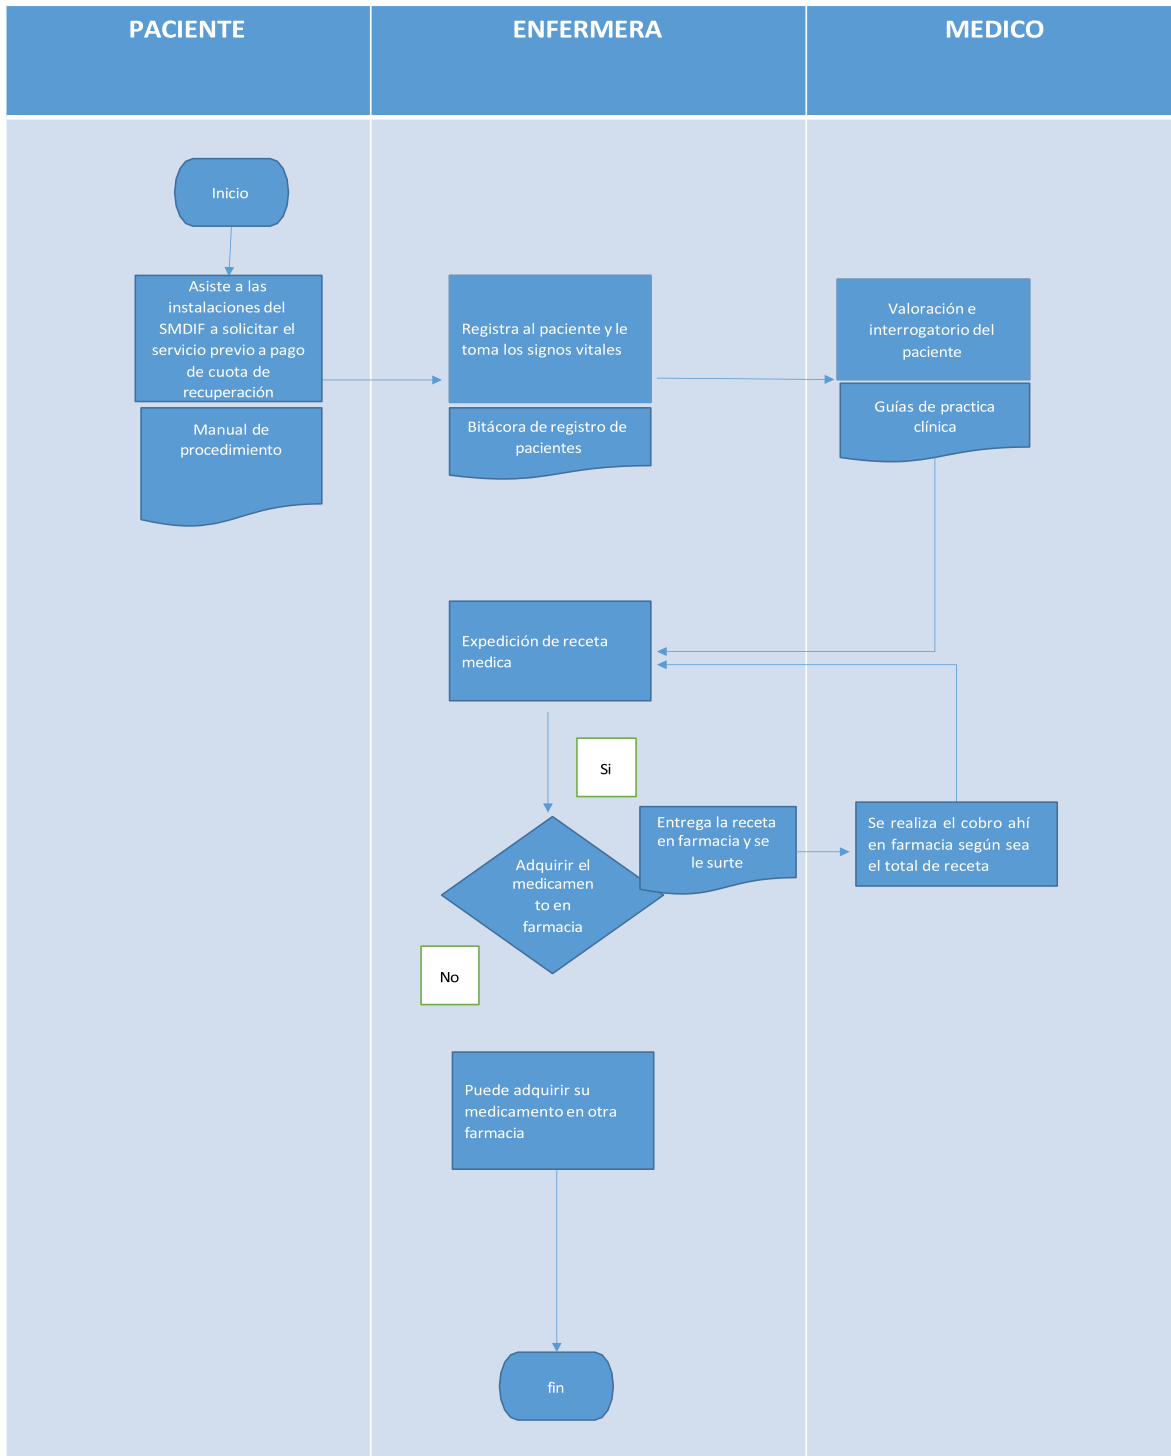 PACIENTE
ENFERMERA
MEDICO
Inicio
Asiste a las
instalaciones del
SMDIF a solicitar el
servicio previo a pago
de cuota de
recuperación
Manual de
procedimiento
Registra al paciente y le
toma los signos vitales
Bitácora de registro de
pacientes
Valoración e
interrogatorio del
paciente
Guías de practica
clínica
Expedición de receta
medica
Si
Adquirir el
medicamen
to en
farmacia
Entrega la receta
en farmacia y se
le surte
Se realiza el cobro ahí
en farmacia según sea
el total de receta
No
Puede adquirir su
medicamento en otra
farmacia
fin